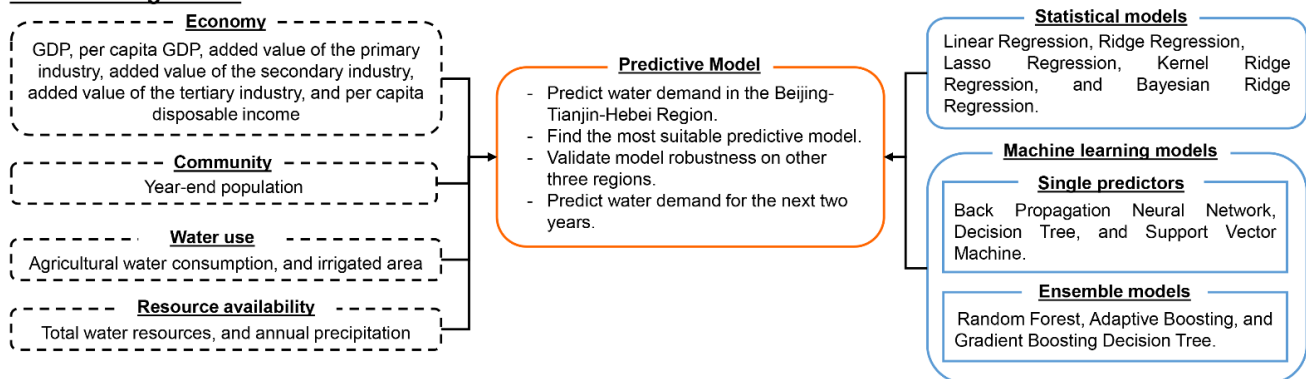 Economy
GDP, per capita GDP, added value of the primary
industry, added value of the secondary industry,
added value of the tertiary industry, and per capita
disposable income
Community
Year-end population
Water use
Agricultural water consumption, and irrigated area
Resource availability
Total water resources, and annual precipitation
Predictive Model
- Predict water demand in the Beijing-
Tianjin-Hebei Region.
- Find the most suitable predictive model.
- Validate model robustness on other
three regions.
- Predict water demand for the next two
years.
Statistical models
Linear Regression, Ridge Regression,
Lasso Regression, Kernel Ridge
Regression, and Bayesian Ridge
Regression.
Machine learning models
Single predictors
Back Propagation Neural Network,
Decision Tree, and Support Vector
Machine.
Ensemble models
Random Forest, Adaptive Boosting, and
Gradient Boosting Decision Tree.